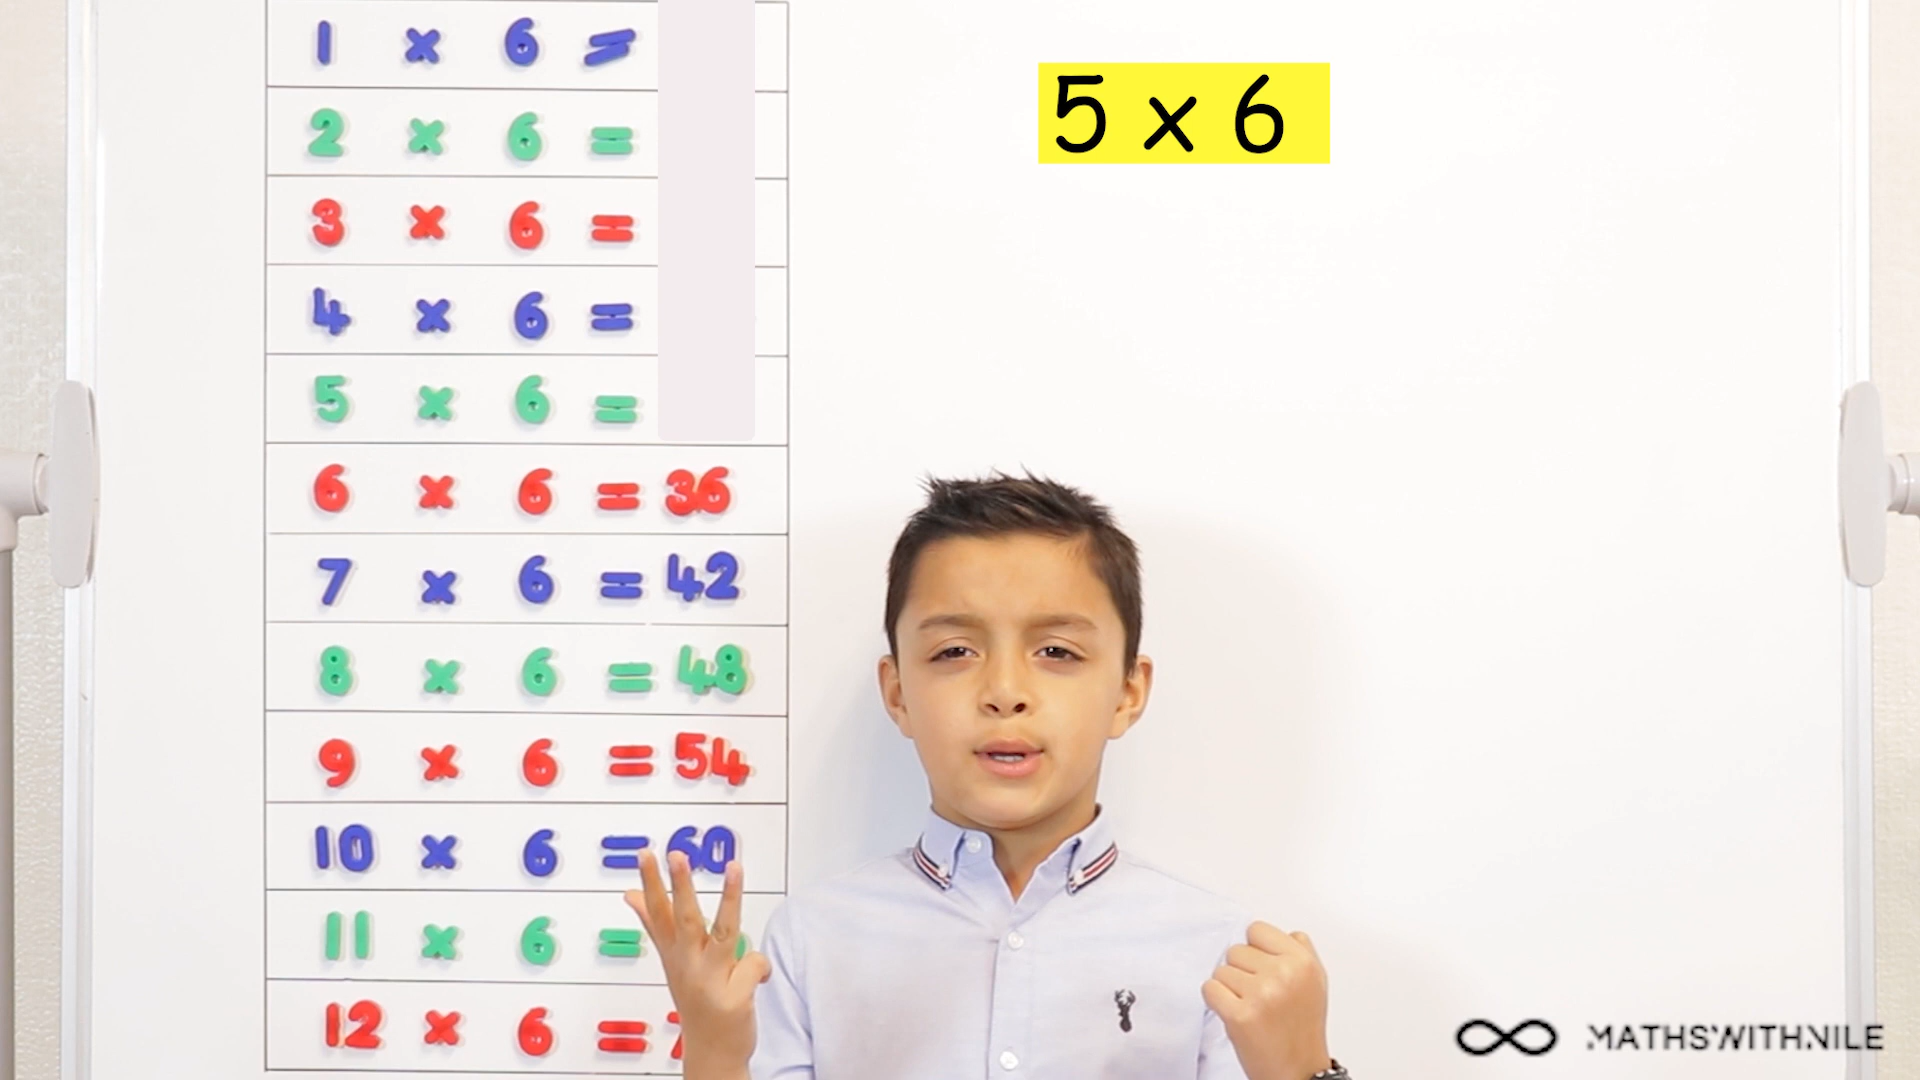 1 x 6 =
2 x 6 =
3 x 6 =
4 x 6 =
5 x 6 =
6 x 6 = 36
7 x 6 = 42
8 x 6 = 48
9 x 6 = 54
10 x 6 = 60
11 x 6 =
12 x 6 =
5 x 6
MATHSWITHNILE